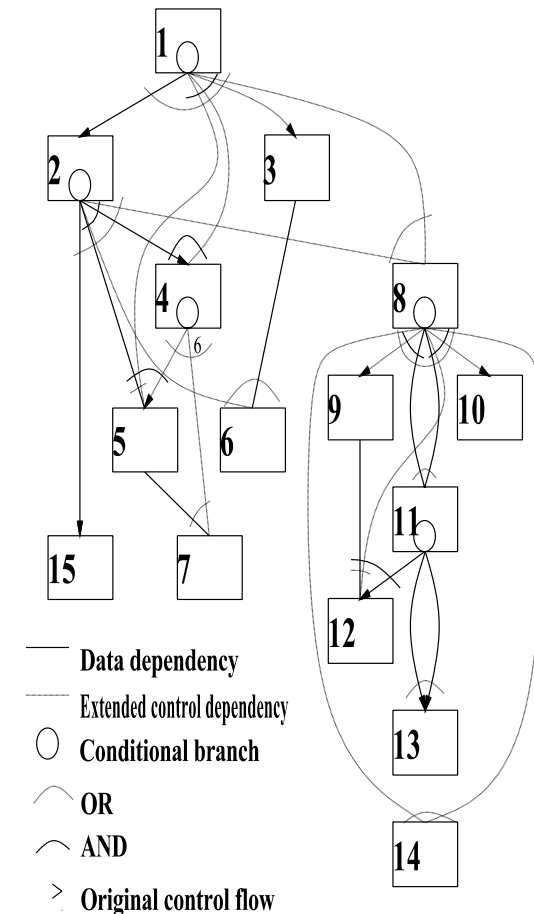 1
2
3
4
8
6
9
10
5
6
11
15
7
12
13
14
Data dependency
Extended control dependency
Conditional branch
OR
AND
Original control flow